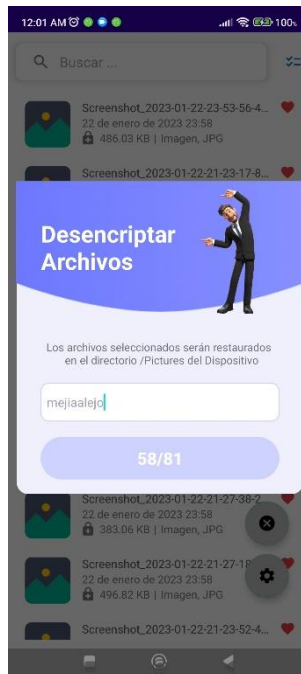 12:01 AM
100%
Buscar ...
Screenshot_2023-01-22-23-53-56-4...
22 de enero de 2023 23:58
486.03 KB | Imagen, JPG
Screenshot_2023-01-22-21-23-17-8...
Desencriptar
Archivos
Los archivos seleccionados serán restaurados
en el directorio /Pictures del Dispositivo
mejiaalejo
58/81
Screenshot_2023-01-22-21-27-38-2...
22 de enero de 2023 23:58
383.06 KB | Imagen, JPG
Screenshot_2023-01-22-21-27-18
22 de enero de 2023 23:58
496.82 KB | Imagen, JPG
Screenshot_2023-01-22-21-23-52-4...